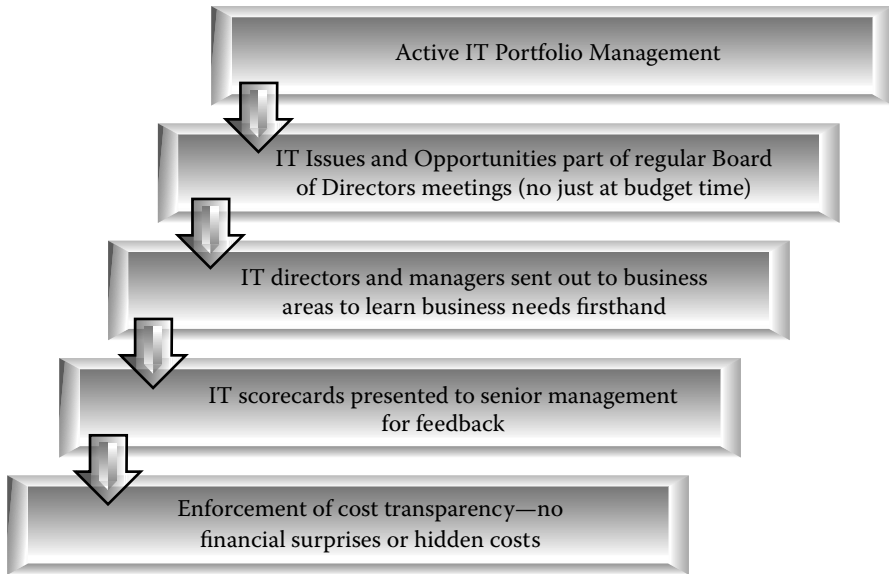 Active IT Portfolio Management
IT Issues and Opportunities part of regular Board
of Directors meetings (no just at budget time)
IT directors and managers sent out to business
areas to learn business needs firsthand
IT scorecards presented to senior management
for feedback
Enforcement of cost transparency—no
financial surprises or hidden costs